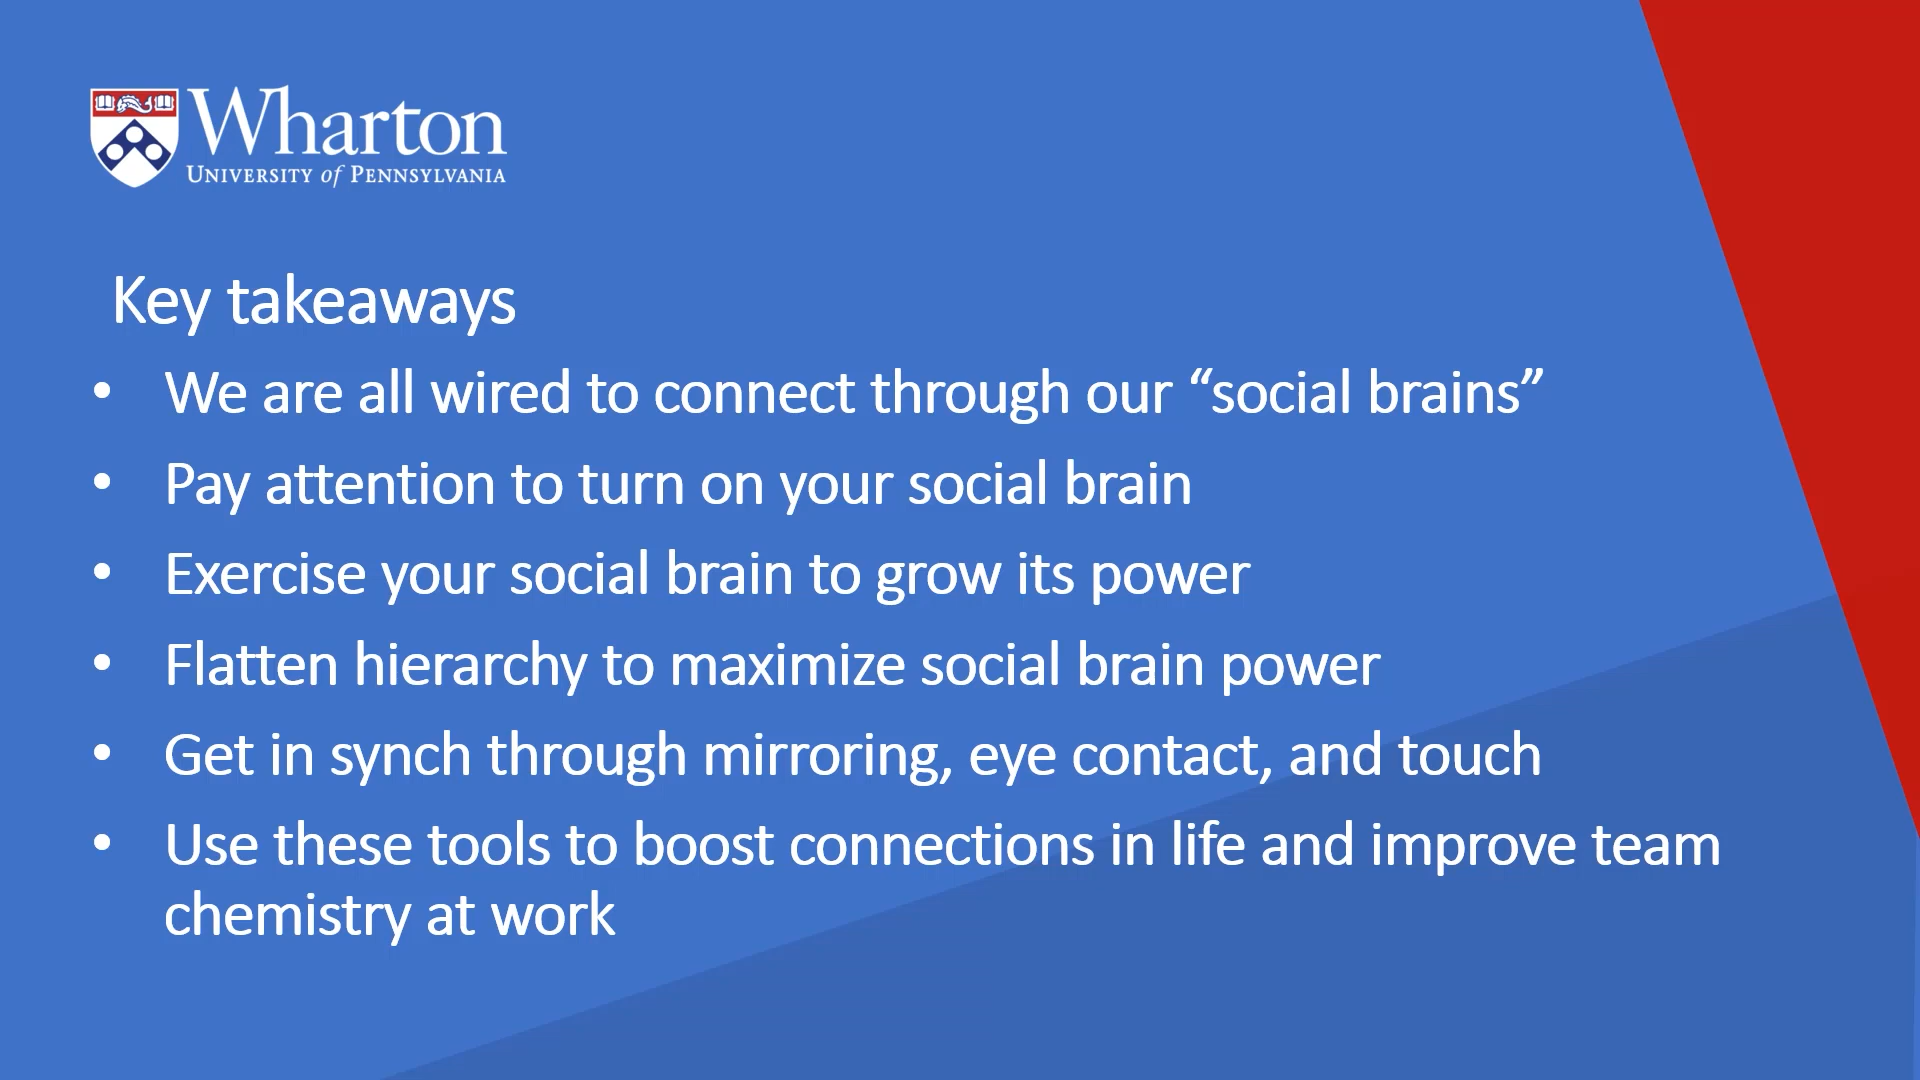 Wharton
UNIVERSITY of PENNSYLVANIA
Key takeaways
• We are all wired to connect through our “social brains”
• Pay attention to turn on your social brain
• Exercise your social brain to grow its power
• Flatten hierarchy to maximize social brain power
• Get in synch through mirroring, eye contact, and touch
• Use these tools to boost connections in life and improve team
chemistry at work